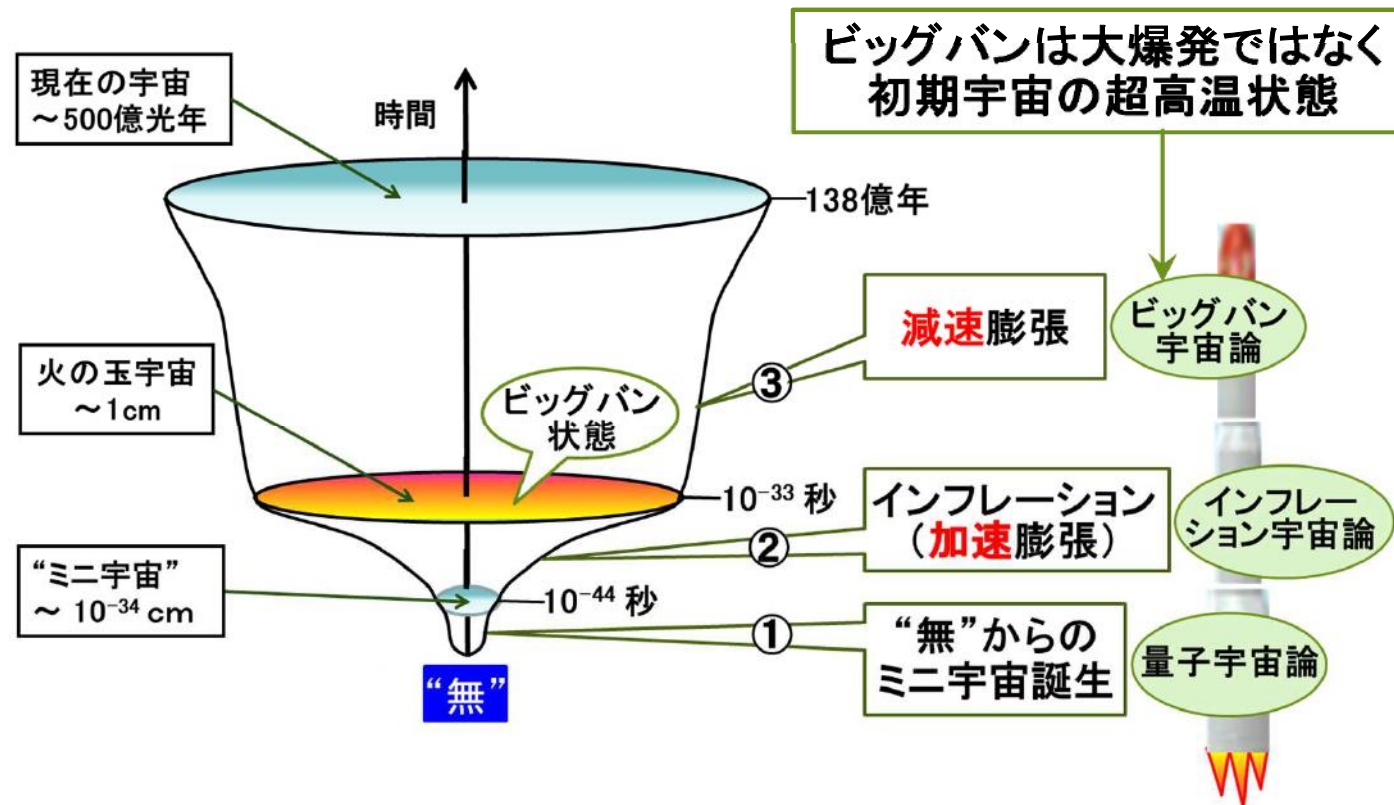 ビッグバンは大爆発ではなく
初期宇宙の超高温状態
現在の宇宙
～500億光年
時間
138億年
減速膨張
ビッグバン
宇宙論
③
火の玉宇宙
～1cm
ビッグバン
状態
10⁻³³ 秒
インフレーション
（加速膨張）
インフレー
ション宇宙論
②
“ミニ宇宙”
～ 10⁻³⁴ cm
10⁻⁴⁴ 秒
①
“無”からの
ミニ宇宙誕生
量子宇宙論
“無”